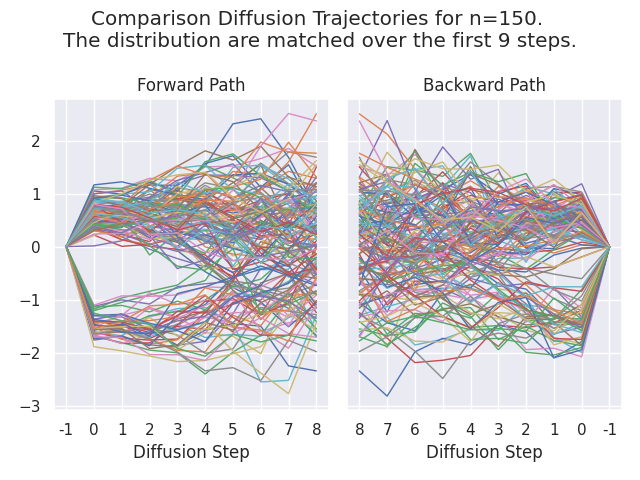 Comparison Diffusion Trajectories for n=150.
The distribution are matched over the first 9 steps.
Forward Path
Backward Path
2
1
0
−1
−2
−3
-1 0 1 2 3 4 5 6 7 8
8 7 6 5 4 3 2 1 0 -1
Diffusion Step
Diffusion Step